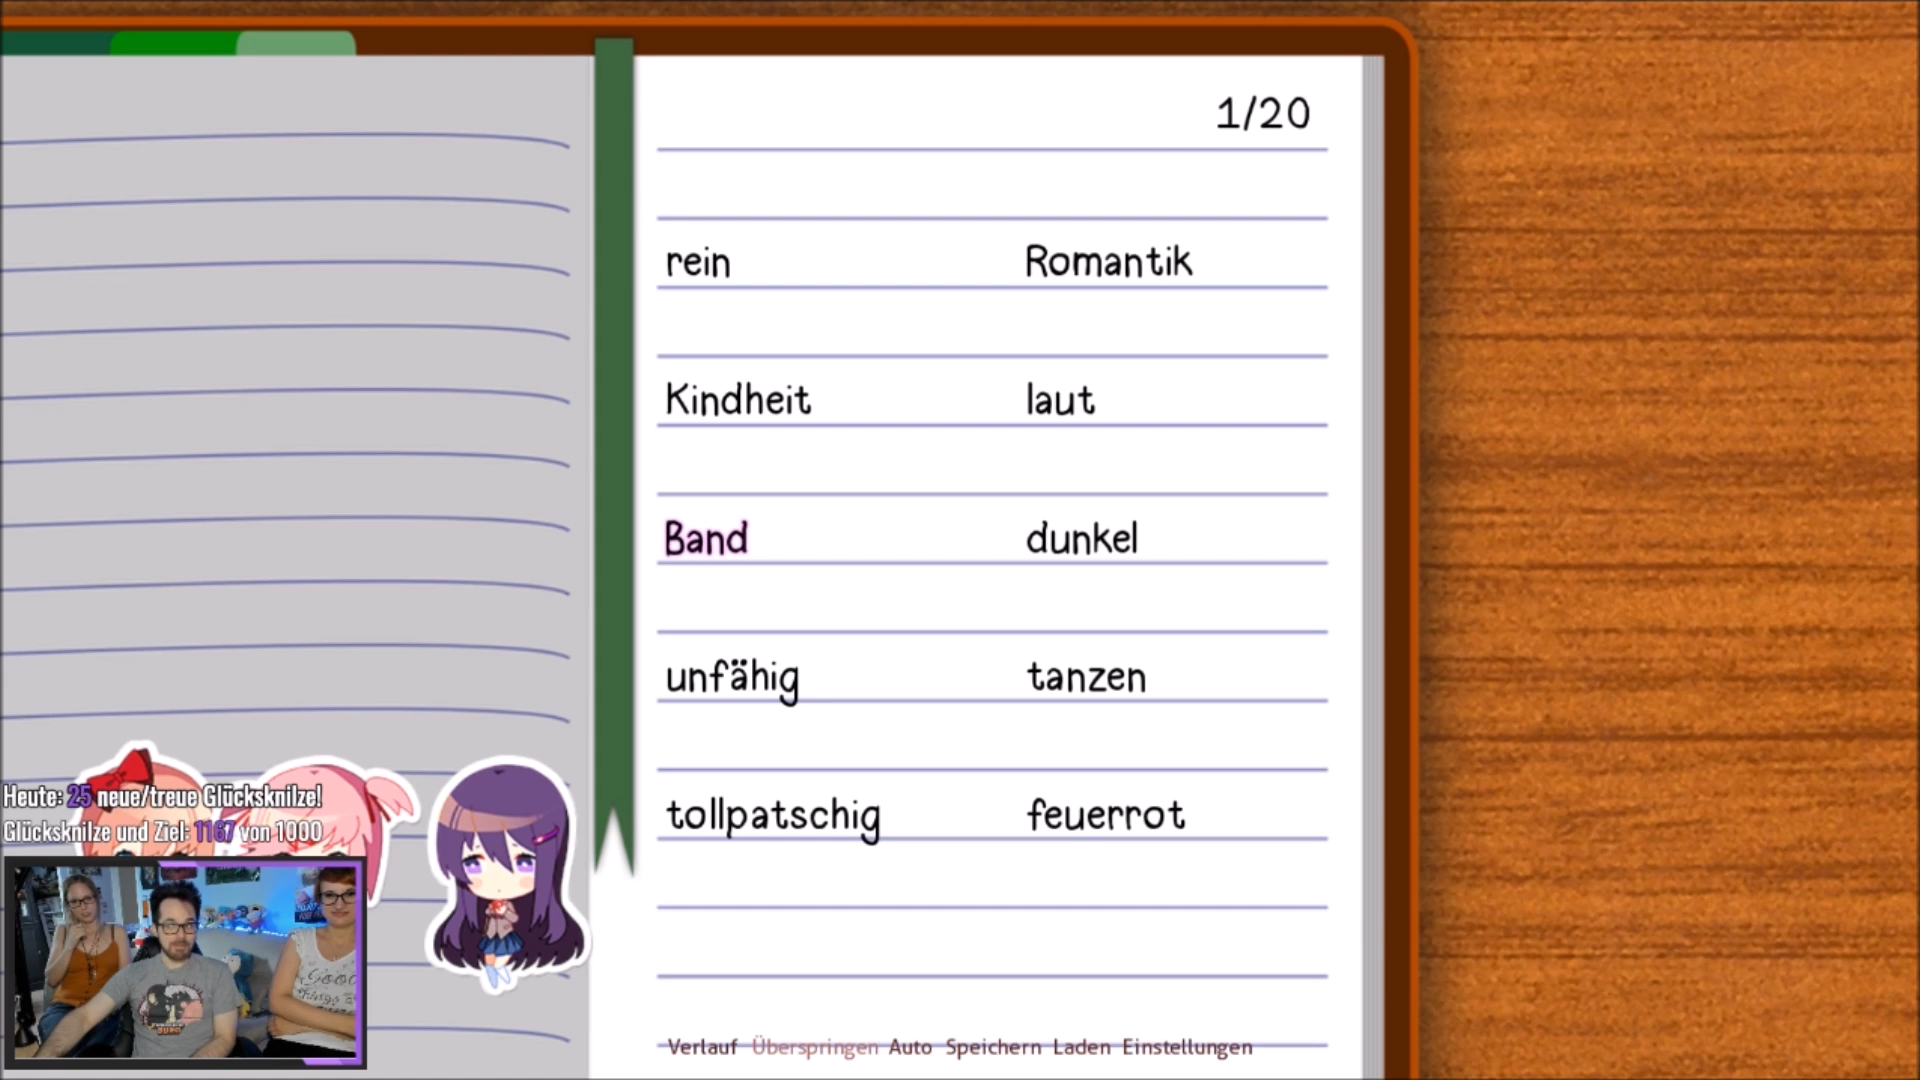 1/20
rein Romantik
Kindheit laut
Band dunkel
unfähig tanzen
tollpatschig feuerrot
Heute: 25 neue/treue Glücksknilze!
Glücksknilze und Ziel: 1167 von 1000
Verlauf Überspringen Auto Speichern Laden Einstellungen